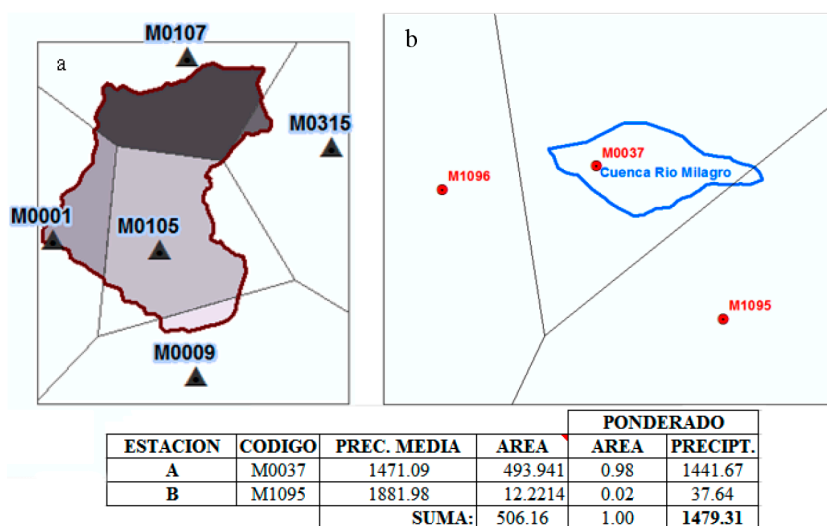 a
M0107
M0315
M0001
M0105
M0009
b
M0037
Cuenca Rio Milagro
M1096
M1095
PONDERADO
ESTACION CODIGO PREC. MEDIA AREA AREA PRECIPT.
A M0037 1471.09 493.941 0.98 1441.67
B M1095 1881.98 12.2214 0.02 37.64
SUMA: 506.16 1.00 1479.31